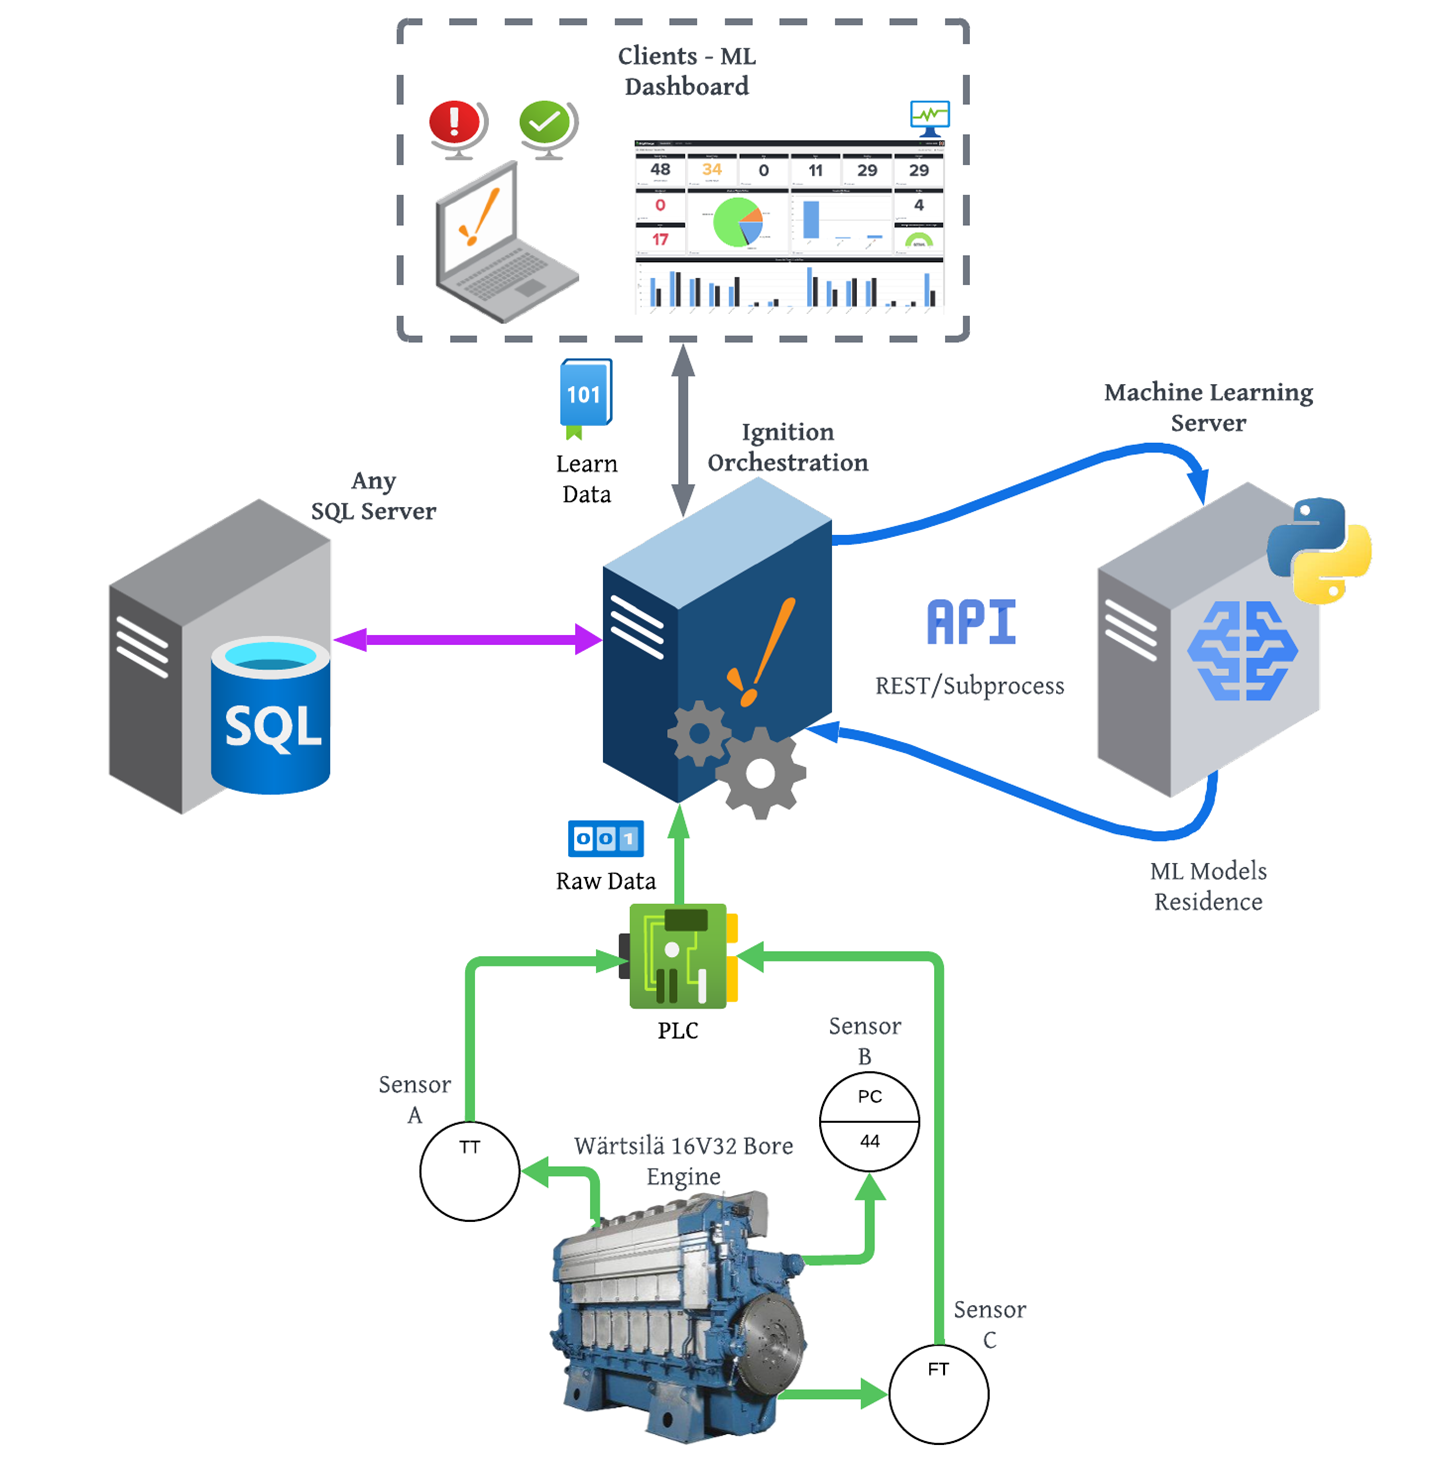 Clients - ML
Dashboard
48
34
0
11
29
29
0
4
17
101
Learn
Data
Ignition
Orchestration
Machine Learning
Server
Any
SQL Server
SQL
API
REST/Subprocess
001
Raw Data
ML Models
Residence
PLC
Sensor
B
PC
44
Sensor
A
TT
Wärtsilä 16V32 Bore
Engine
Sensor
C
FT